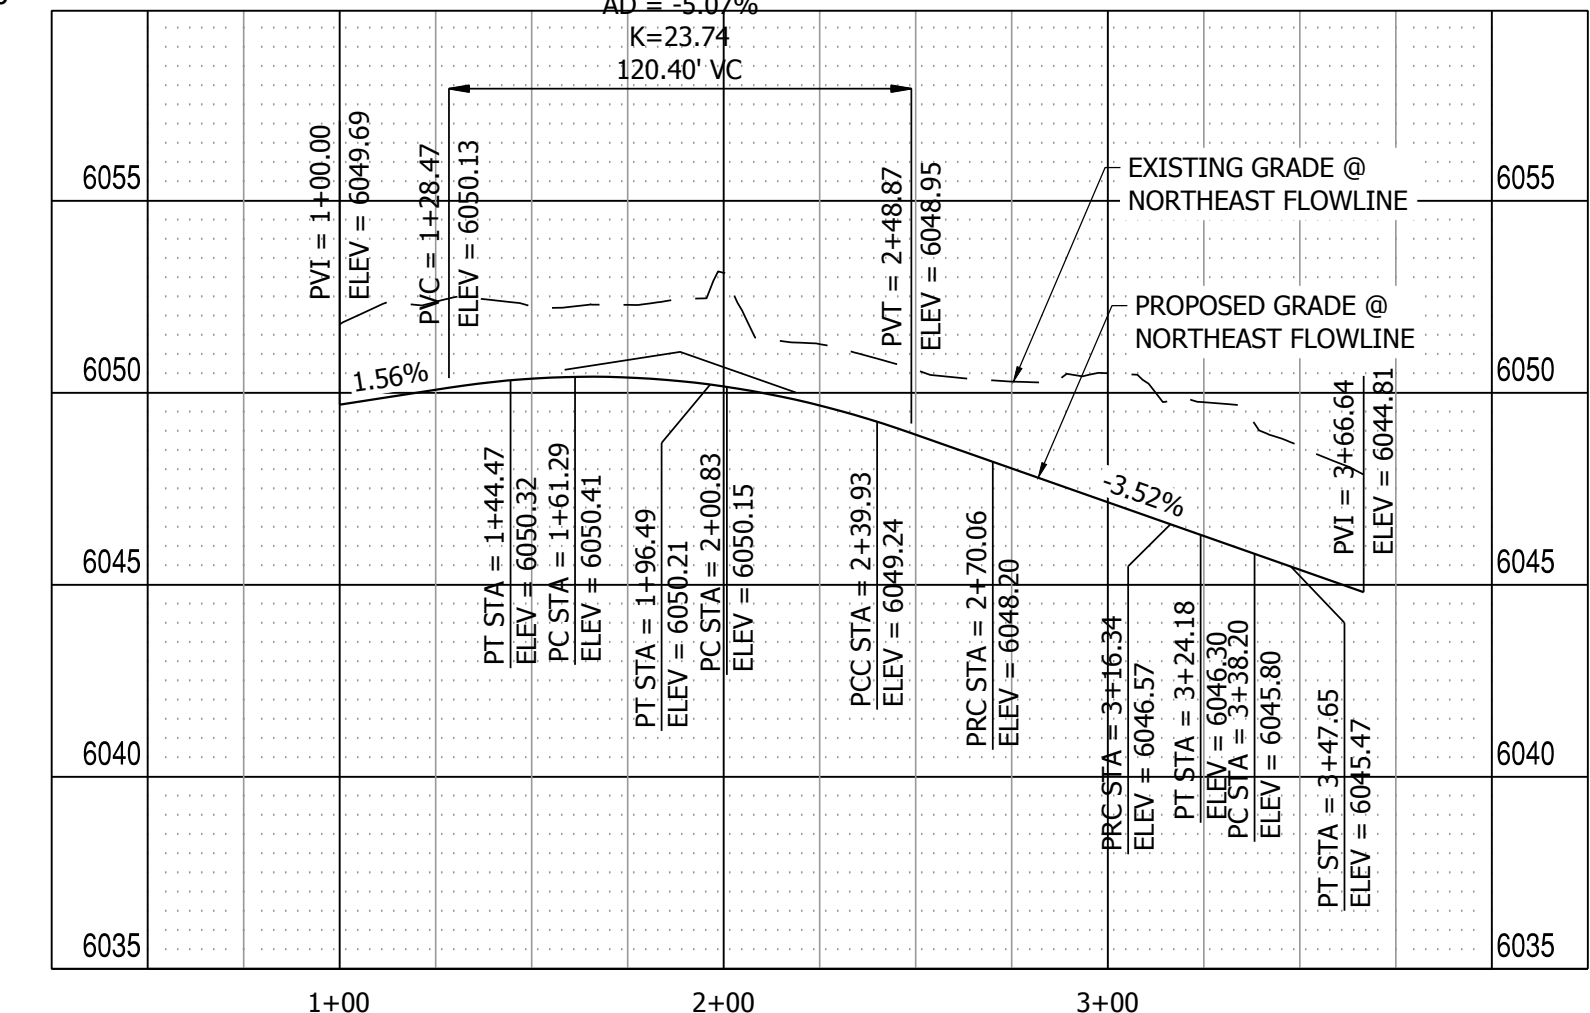 AD = -5.07%
K=23.74
120.40' VC
PVI = 1+00.00
ELEV = 6049.69
PVC = 1+28.47
ELEV = 6050.13
PVT = 2+48.87
ELEV = 6048.95
EXISTING GRADE @
NORTHEAST FLOWLINE
6055
6055
PROPOSED GRADE @
NORTHEAST FLOWLINE
6050
1.56%
6050
PVI = 3+66.64
ELEV = 6044.81
-3.52%
PT STA = 1+44.47
ELEV = 6050.32
PC STA = 1+61.29
ELEV = 6050.41
PT STA = 1+96.49
ELEV = 6050.21
PC STA = 2+00.83
ELEV = 6050.15
PCC STA = 2+39.93
ELEV = 6049.24
PRC STA = 2+70.06
ELEV = 6048.20
PRC STA = 3+16.34
ELEV = 6046.57
PT STA = 3+24.18
ELEV = 6046.30
PC STA = 3+38.20
ELEV = 6045.80
PT STA = 3+47.65
ELEV = 6045.47
6045
6045
6040
6040
6035
6035
1+00
2+00
3+00